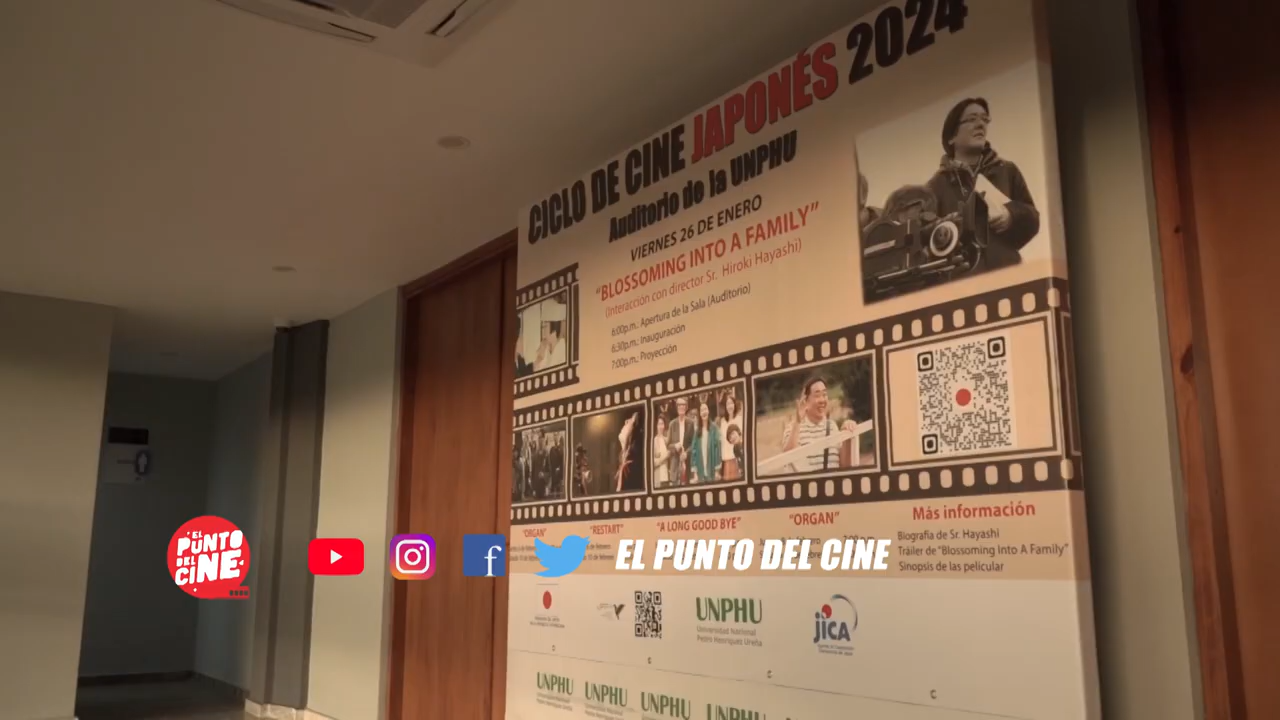 CICLO DE CINE JAPONÉS 2024
Auditorio de la UNPHU
VIERNES 26 DE ENERO
“BLOSSOMING INTO A FAMILY”
(Interacción con director Sr. Hiroki Hayashi)
6:00p.m.: Apertura de la Sala (Auditorio)
6:30p.m.: Inauguración
7:00p.m.: Proyección
“ORGAN”
“RESTART”
“A LONG GOOD BYE”
“ORGAN”
Más información
Biografía de Sr. Hayashi
Tráiler de “Blossoming Into A Family”
Sinopsis de las pelicular
EL PUNTO DEL CINE
EL PUNTO DEL CINE
UNPHU
Universidad Nacional
Pedro Henríquez Ureña
jICA
UNPHU UNPHU UNPHU UNPHU